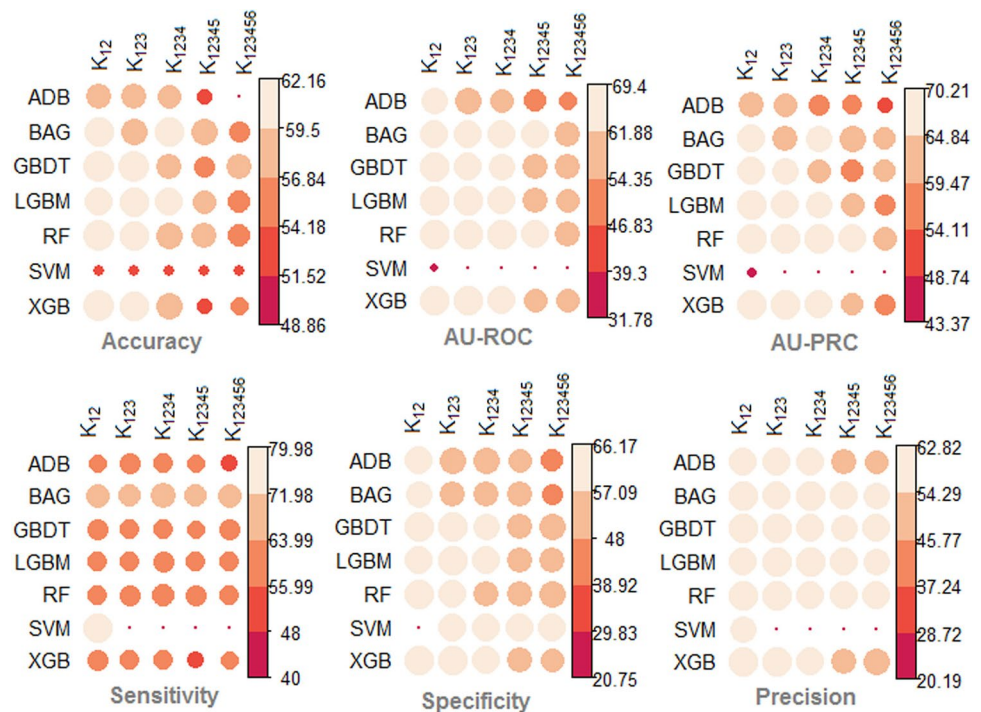 K12 K123 K1234 K12345 K123456
ADB
BAG
GBDT
LGBM
RF
SVM
XGB
62.16
59.5
56.84
54.18
51.52
48.86
Accuracy
K12 K123 K1234 K12345 K123456
ADB
BAG
GBDT
LGBM
RF
SVM
XGB
69.4
61.88
54.35
46.83
39.3
31.78
AU-ROC
K12 K123 K1234 K12345 K123456
ADB
BAG
GBDT
LGBM
RF
SVM
XGB
70.21
64.84
59.47
54.11
48.74
43.37
AU-PRC
K12 K123 K1234 K12345 K123456
ADB
BAG
GBDT
LGBM
RF
SVM
XGB
79.98
71.98
63.99
55.99
48
40
Sensitivity
K12 K123 K1234 K12345 K123456
ADB
BAG
GBDT
LGBM
RF
SVM
XGB
66.17
57.09
48
38.92
29.83
20.75
Specificity
K12 K123 K1234 K12345 K123456
ADB
BAG
GBDT
LGBM
RF
SVM
XGB
62.82
54.29
45.77
37.24
28.72
20.19
Precision